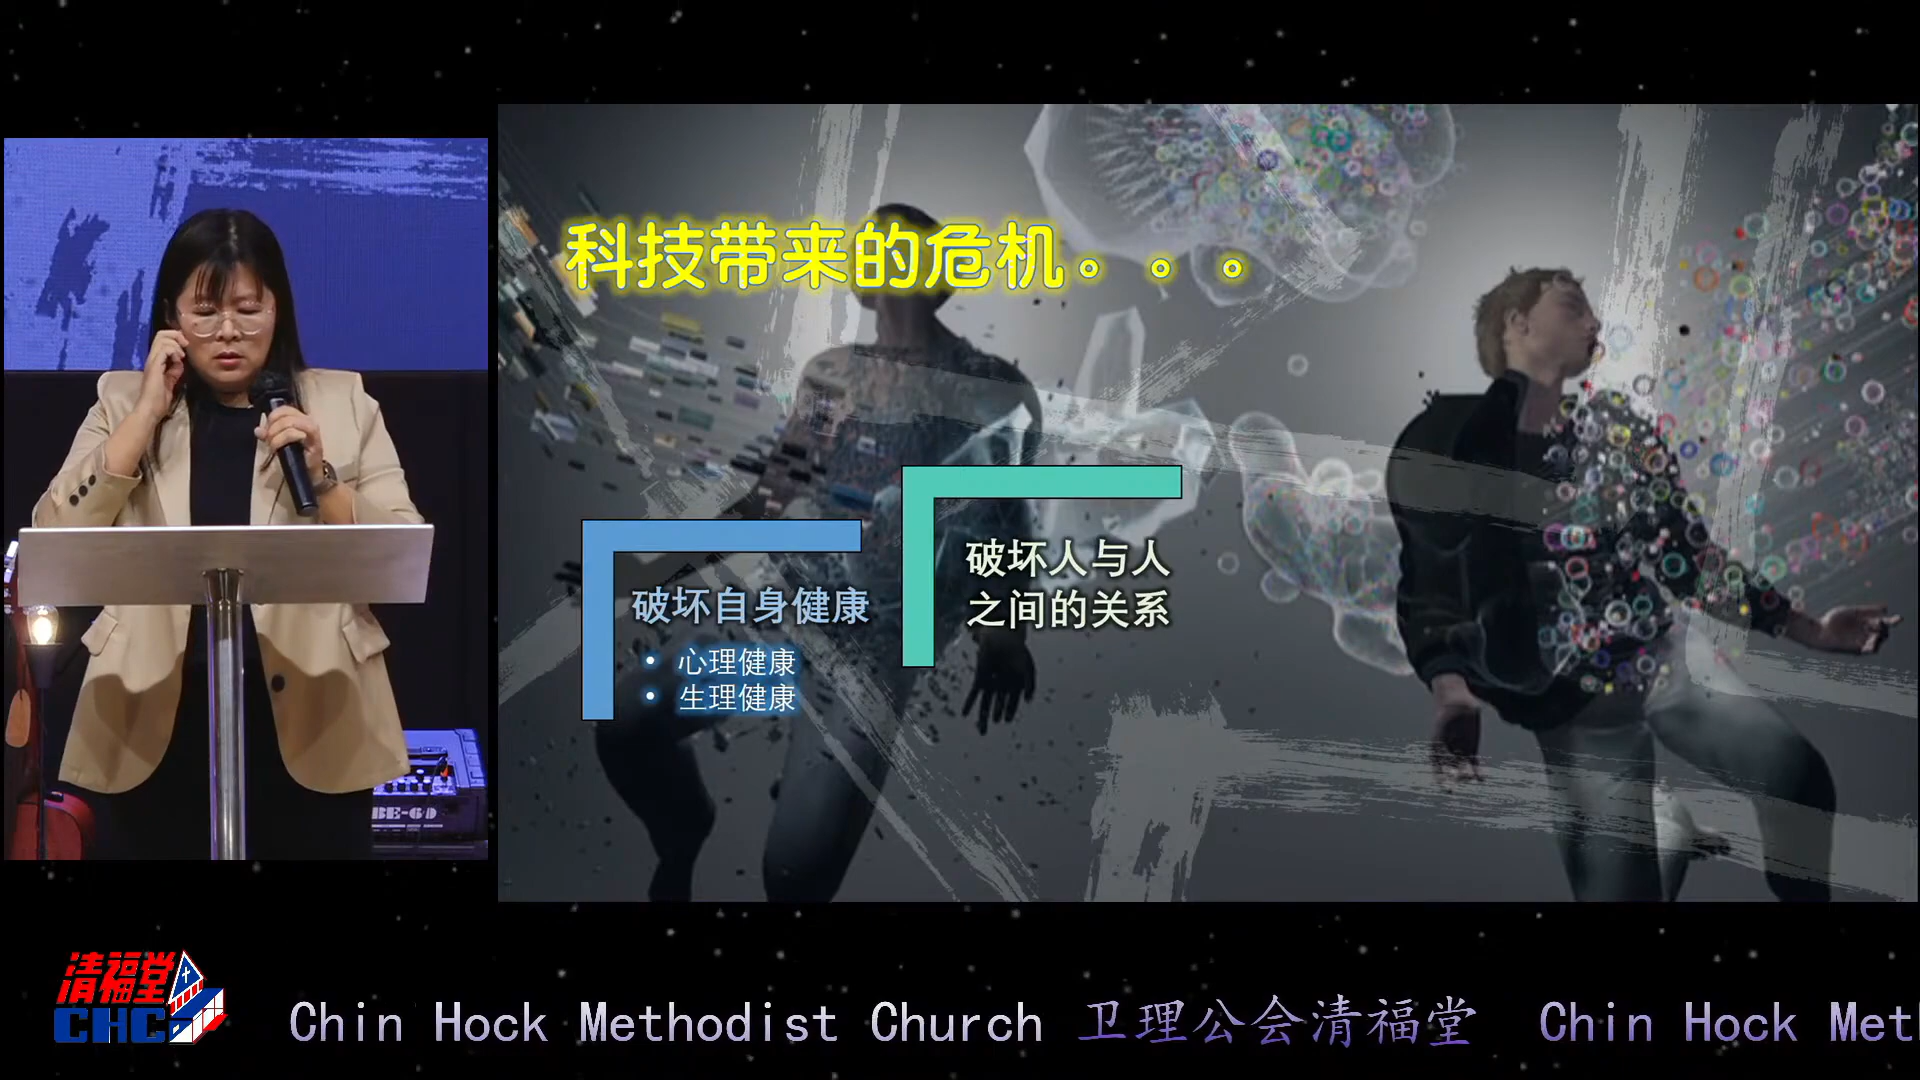 科技带来的危机。。。
破坏自身健康
• 心理健康
• 生理健康
破坏人与人
之间的关系
BE-60
清福堂
CHC
Chin Hock Methodist Church 卫理公会清福堂 Chin Hock Met